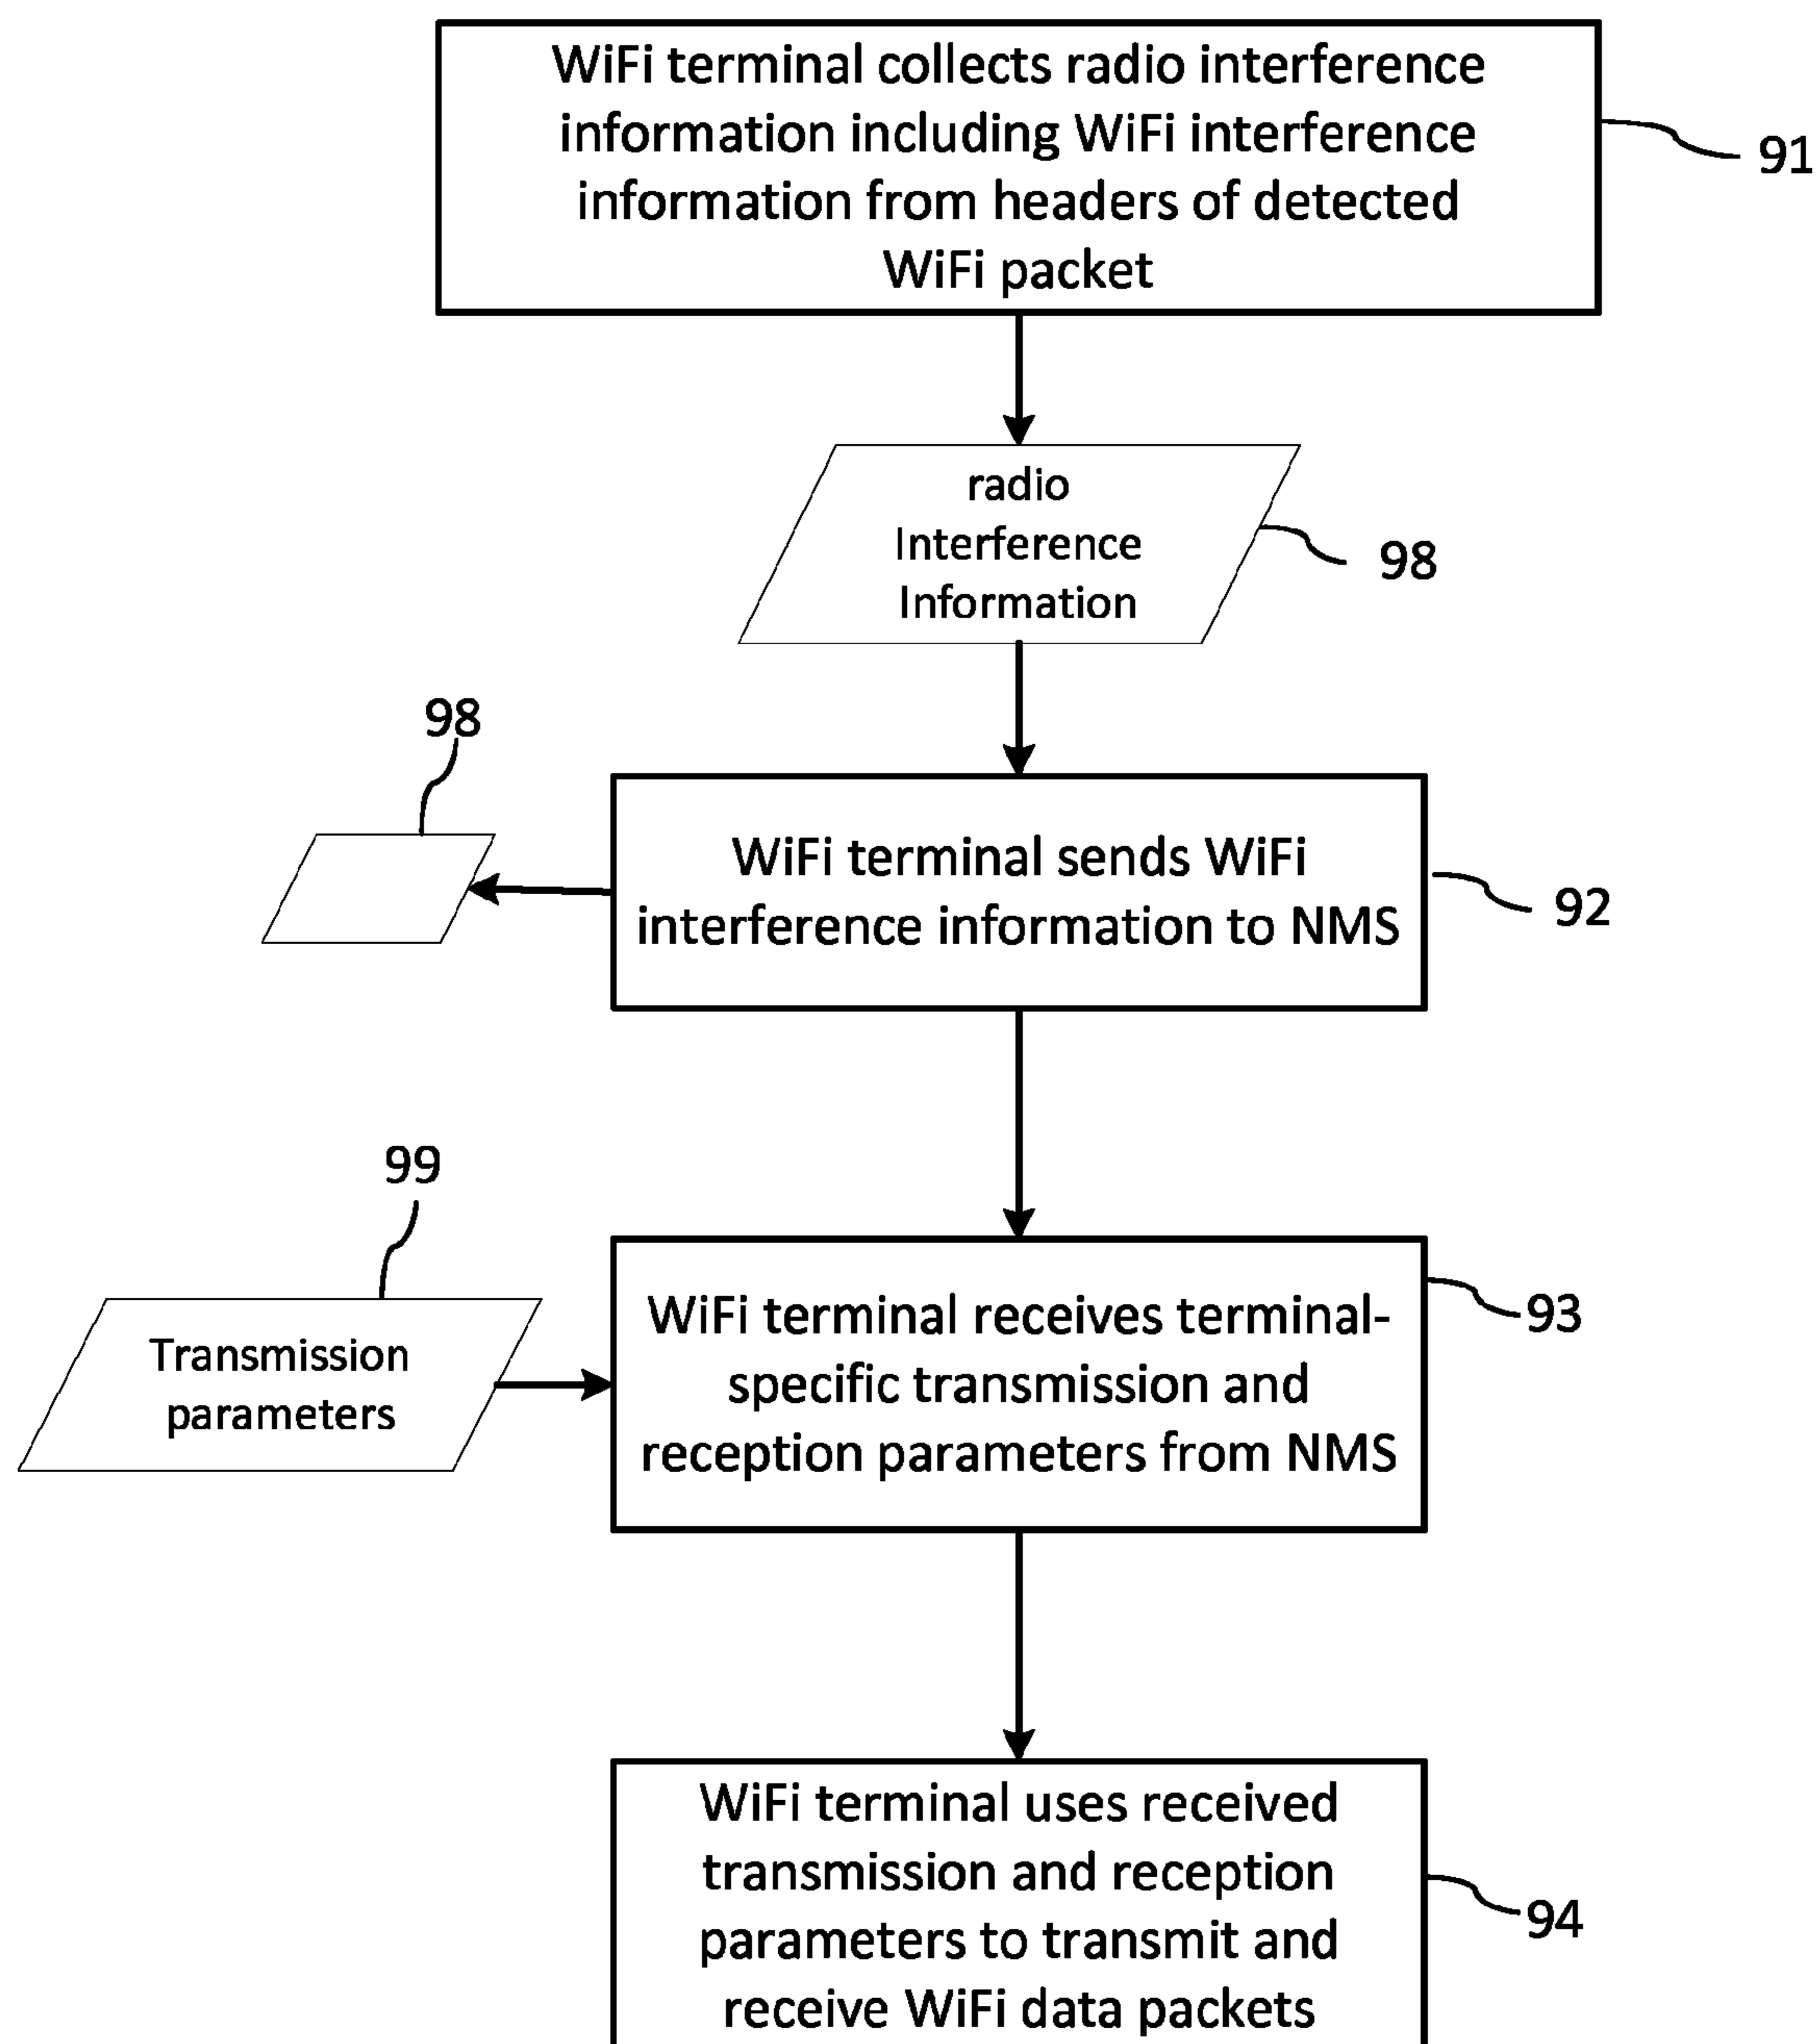 WiFi terminal collects radio interference
information including WiFi interference
information from headers of detected
WiFi packet
91
radio
Interference
Information
98
98
WiFi terminal sends WiFi
interference information to NMS
92
99
Transmission
parameters
WiFi terminal receives terminal-
specific transmission and
reception parameters from NMS
93
WiFi terminal uses received
transmission and reception
parameters to transmit and
receive WiFi data packets
94